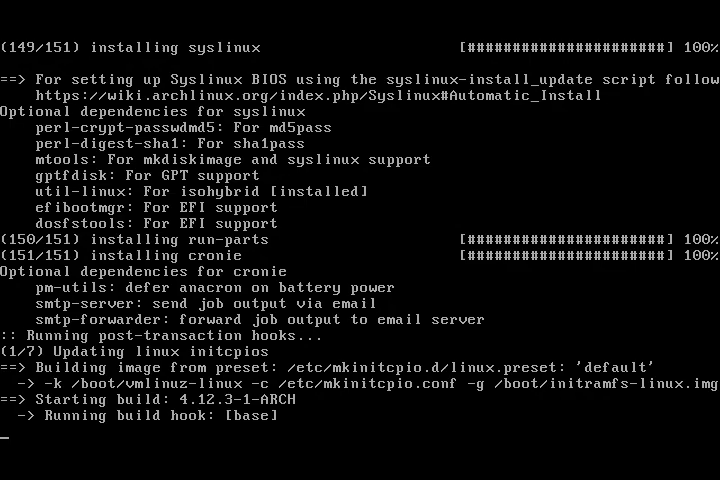 (149/151) installing syslinux [######################] 100%
==> For setting up Syslinux BIOS using the syslinux-install_update script follow
https://wiki.archlinux.org/index.php/Syslinux#Automatic_Install
Optional dependencies for syslinux
perl-crypt-passwdmd5: For md5pass
perl-digest-sha1: For sha1pass
mtools: For mkdiskimage and syslinux support
gptfdisk: For GPT support
util-linux: For isohybrid [installed]
efibootmgr: For EFI support
dosfstools: For EFI support
(150/151) installing run-parts [######################] 100%
(151/151) installing cronie [######################] 100%
Optional dependencies for cronie
pm-utils: defer anacron on battery power
smtp-server: send job output via email
smtp-forwarder: forward job output to email server
:: Running post-transaction hooks...
(1/7) Updating linux initcpios
==> Building image from preset: /etc/mkinitcpio.d/linux.preset: 'default'
-> -k /boot/vmlinuz-linux -c /etc/mkinitcpio.conf -g /boot/initramfs-linux.img
==> Starting build: 4.12.3-1-ARCH
-> Running build hook: [base]
_